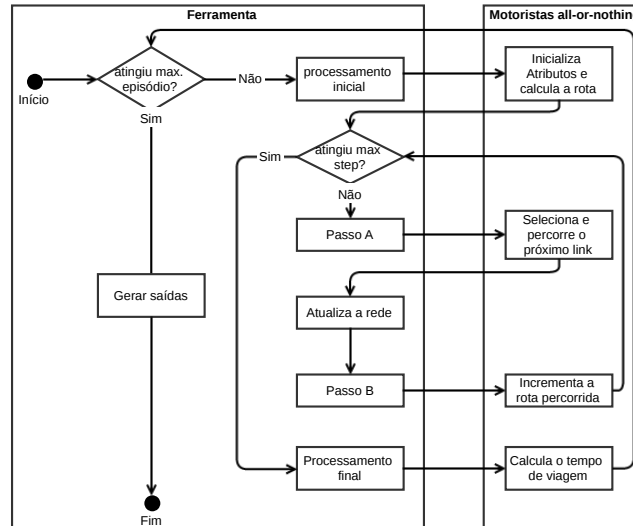 Ferramenta
Motoristas all-or-nothing
atingiu max.
episódio?
Não
processamento
inicial
Inicializa
Atributos e
calcula a rota
Início
Sim
atingiu max
step?
Sim
Não
Passo A
Seleciona e
percorre o
próximo link
Gerar saídas
Atualiza a rede
Passo B
Incrementa a
rota percorrida
Processamento
final
Calcula o tempo
de viagem
Fim